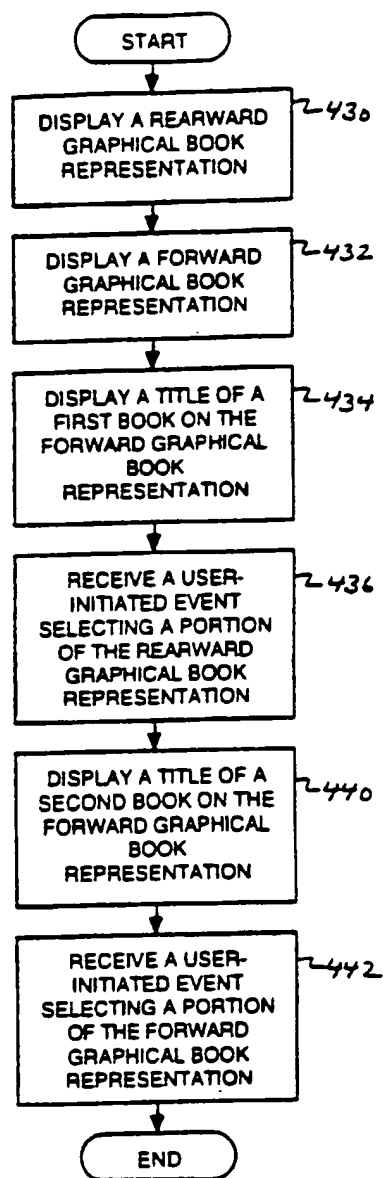 START
DISPLAY A REARWARD
GRAPHICAL BOOK
REPRESENTATION
430
DISPLAY A FORWARD
GRAPHICAL BOOK
REPRESENTATION
432
DISPLAY A TITLE OF A
FIRST BOOK ON THE
FORWARD GRAPHICAL
BOOK
REPRESENTATION
434
RECEIVE A USER-
INITIATED EVENT
SELECTING A PORTION
OF THE REARWARD
GRAPHICAL BOOK
REPRESENTATION
436
DISPLAY A TITLE OF A
SECOND BOOK ON THE
FORWARD GRAPHICAL
BOOK
REPRESENTATION
440
RECEIVE A USER-
INITIATED EVENT
SELECTING A PORTION
OF THE FORWARD
GRAPHICAL BOOK
REPRESENTATION
442
END